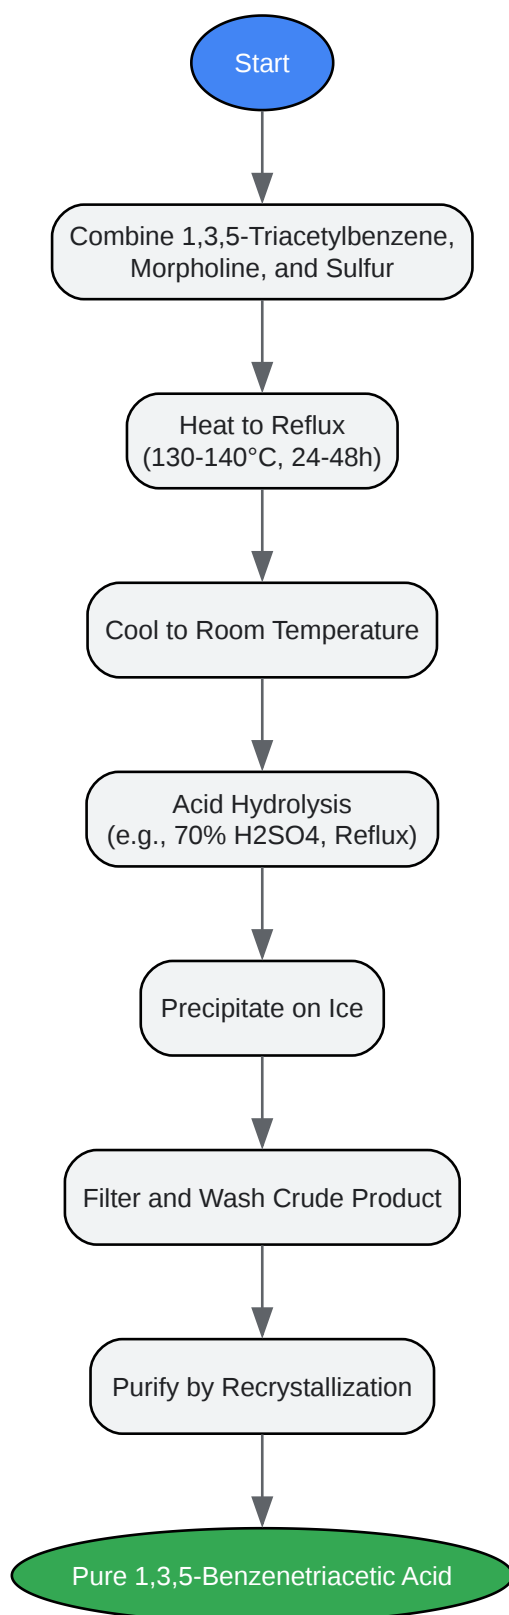 Start
Combine 1,3,5-Triacetylbenzene,
Morpholine, and Sulfur
Heat to Reflux
(130-140°C, 24-48h)
Cool to Room Temperature
Acid Hydrolysis
(e.g., 70% H2SO4, Reflux)
Precipitate on Ice
Filter and Wash Crude Product
Purify by Recrystallization
Pure 1,3,5-Benzenetriacetic Acid